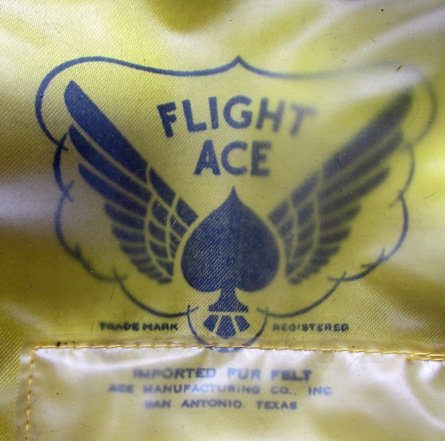 FLIGHT
ACE
TRADE MARK REGISTERED
IMPORTED FUR FELT
ACE MANUFACTURING CO., INC
SAN ANTONIO, TEXAS